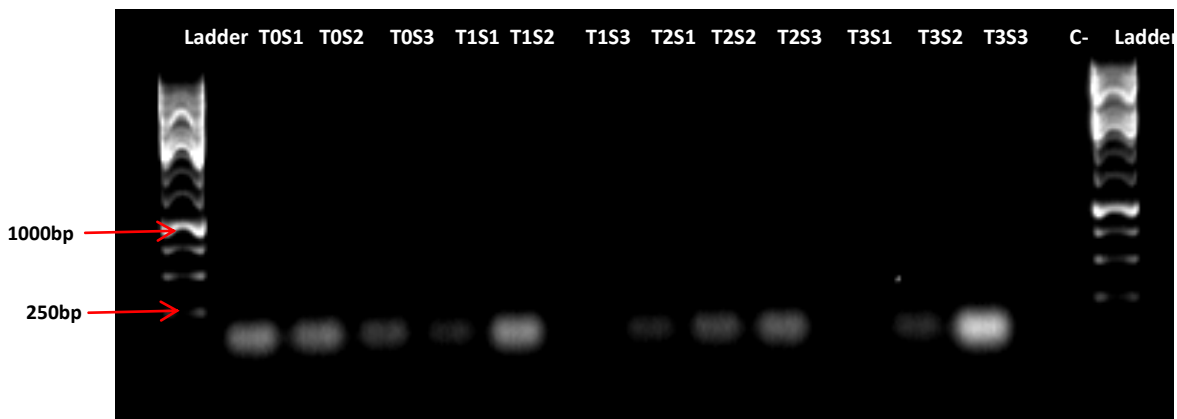 Ladder T0S1 T0S2 T0S3 T1S1 T1S2 T1S3 T2S1 T2S2 T2S3 T3S1 T3S2 T3S3 C- Ladder
1000bp
250bp